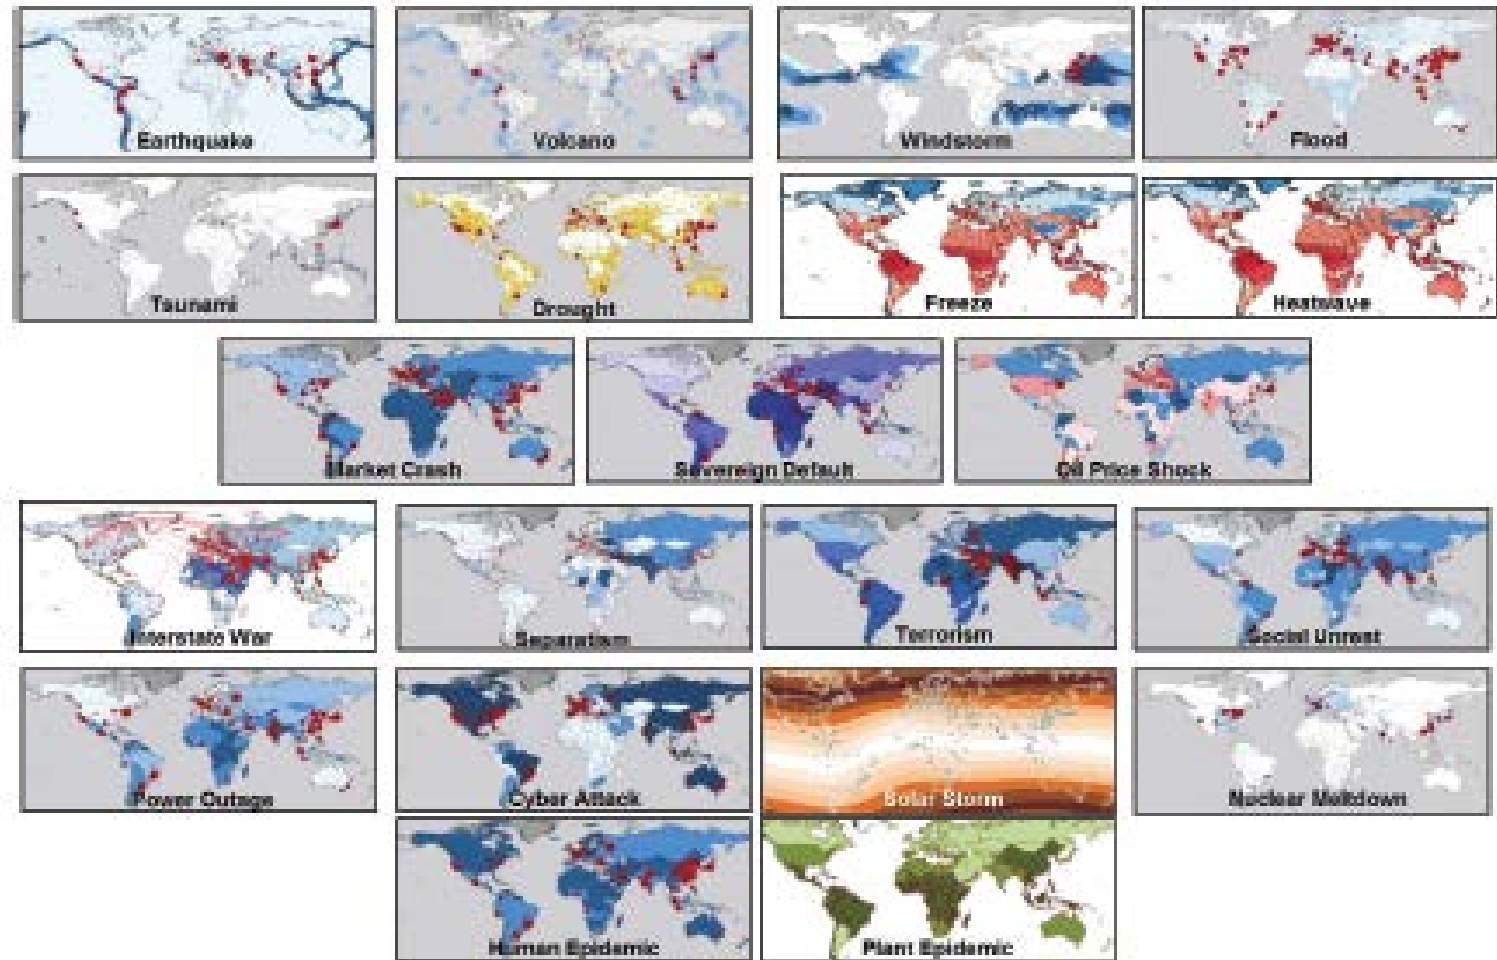 Earthquake
Volcano
Windstorm
Flood
Tsunami
Drought
Freeze
Heatwave
Market Crash
Sovereign Default
Oil Price Shock
Interstate War
Separatism
Terrorism
Social Unrest
Power Outage
Cyber Attack
Solar Storm
Nuclear Meltdown
Human Epidemic
Plant Epidemic